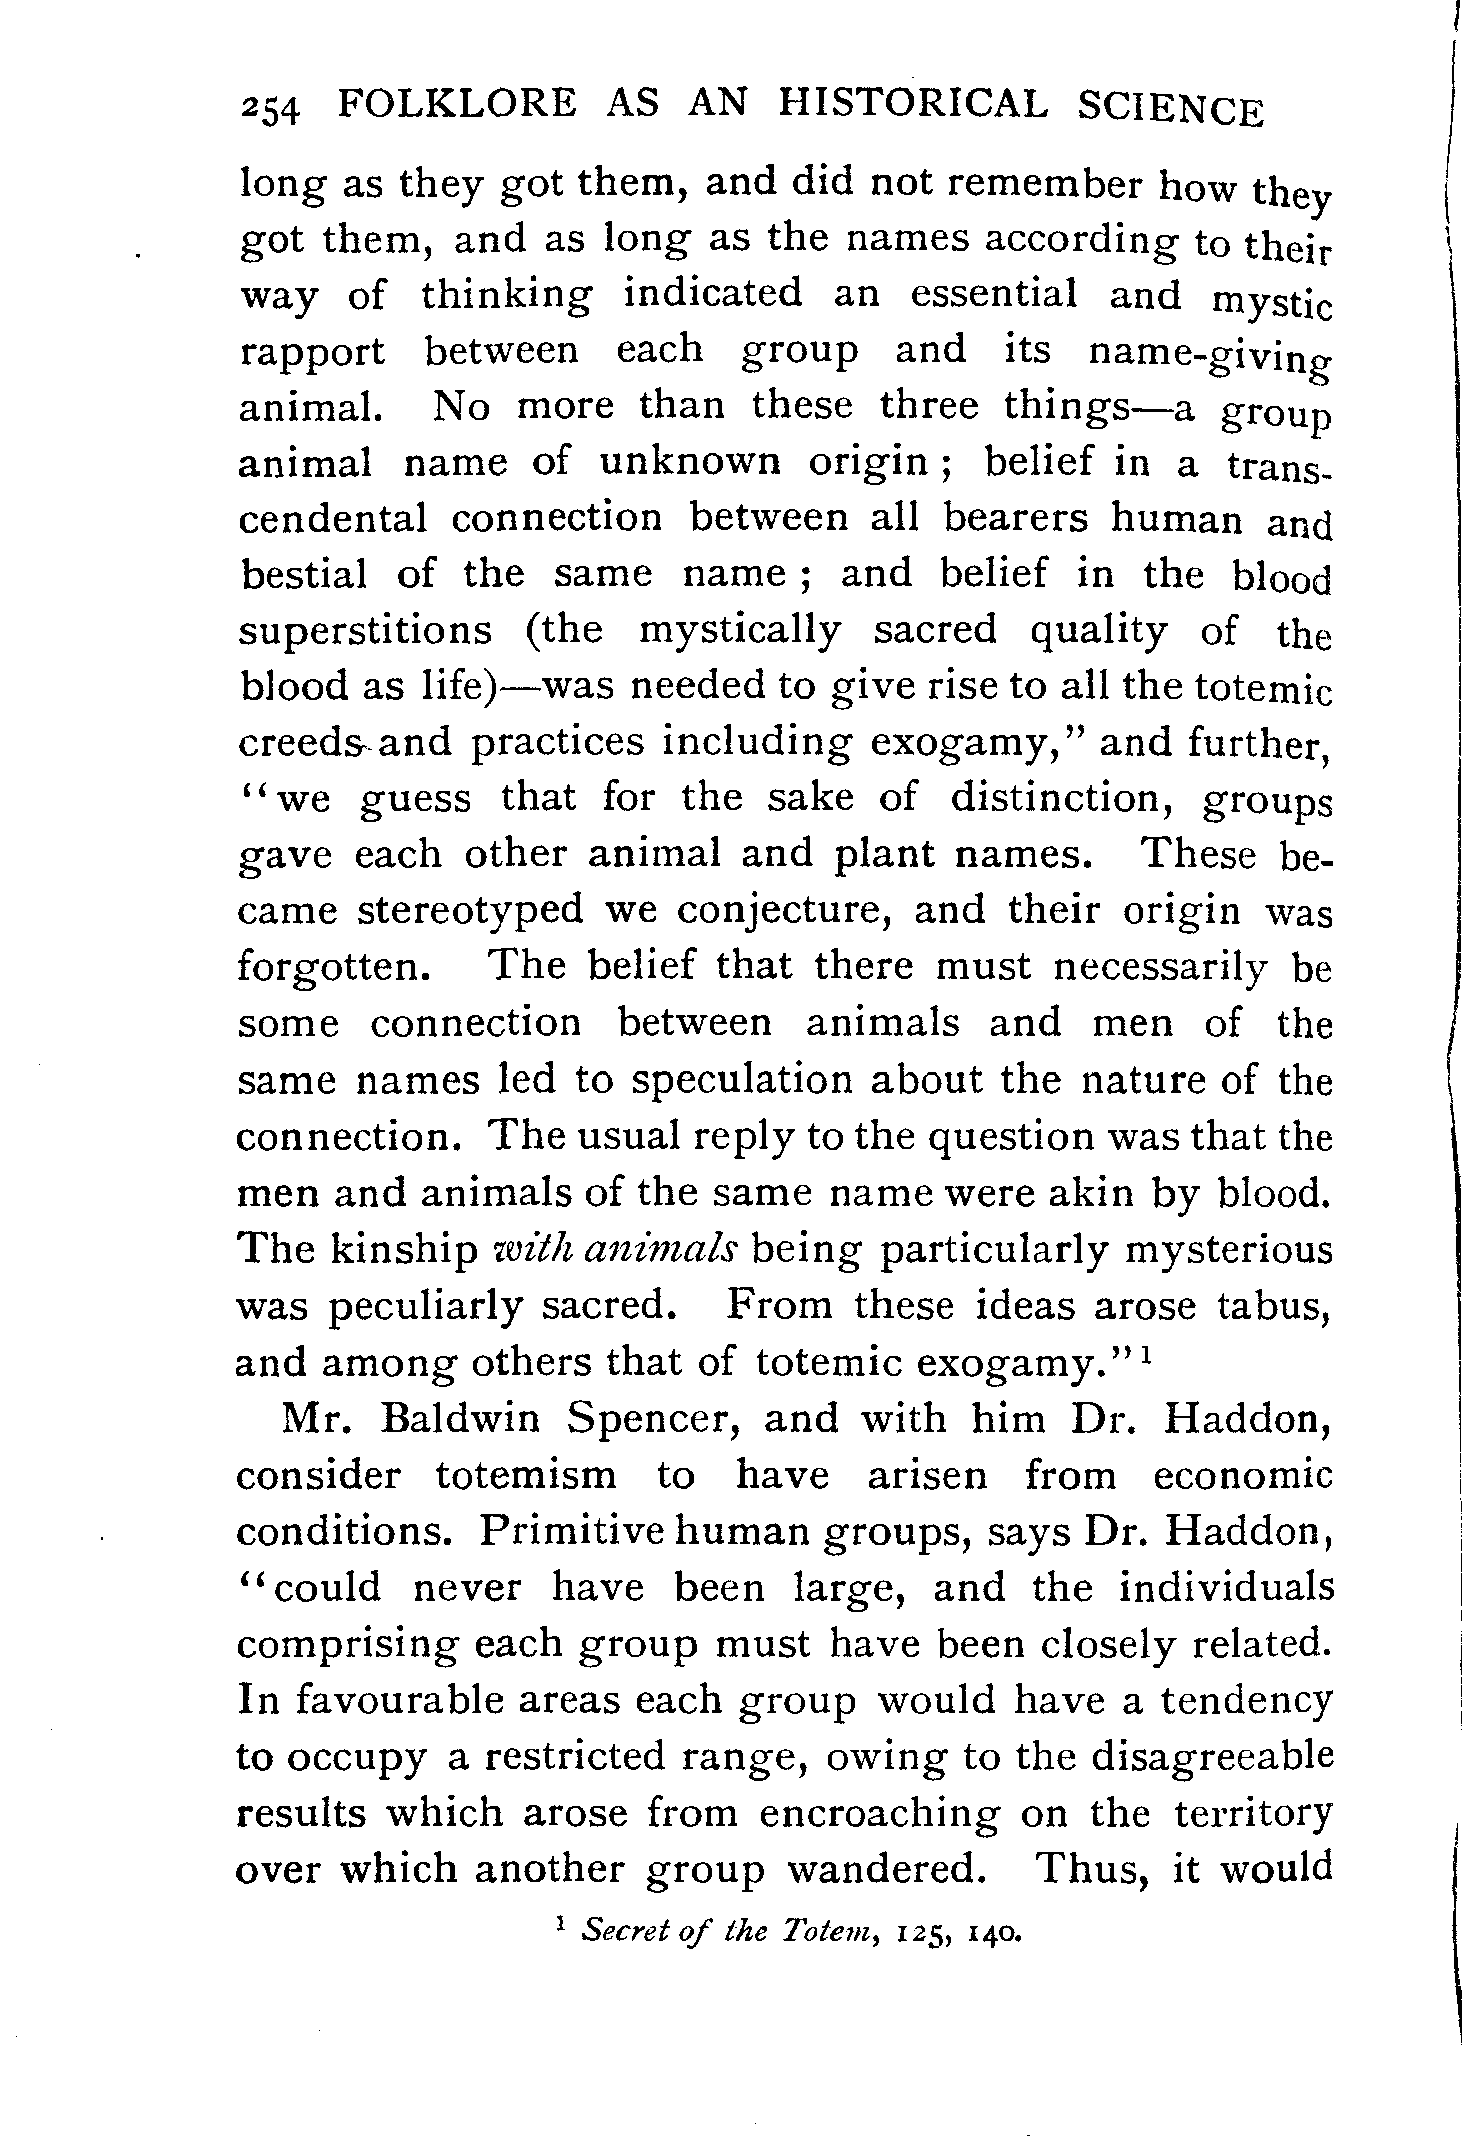 254 FOLKLORE AS AN HISTORICAL SCIENCE
long as they got them, and did not remember how they
got them, and as long as the names according to their
way of thinking indicated an essential and mystic
rapport between each group and its name-giving
animal. No more than these three things—a group
animal name of unknown origin ; belief in a trans-
cendental connection between all bearers human and
bestial of the same name ; and belief in the blood
superstitions (the mystically sacred quality of the
blood as life)—was needed to give rise to all the totemic
creeds and practices including exogamy,” and further,
“we guess that for the sake of distinction, groups
gave each other animal and plant names. These be-
came stereotyped we conjecture, and their origin was
forgotten. The belief that there must necessarily be
some connection between animals and men of the
same names led to speculation about the nature of the
connection. The usual reply to the question was that the
men and animals of the same name were akin by blood.
The kinship with animals being particularly mysterious
was peculiarly sacred. From these ideas arose tabus,
and among others that of totemic exogamy.” ¹
Mr. Baldwin Spencer, and with him Dr. Haddon,
consider totemism to have arisen from economic
conditions. Primitive human groups, says Dr. Haddon,
“could never have been large, and the individuals
comprising each group must have been closely related.
In favourable areas each group would have a tendency
to occupy a restricted range, owing to the disagreeable
results which arose from encroaching on the territory
over which another group wandered. Thus, it would
¹ Secret of the Totem, 125, 140.